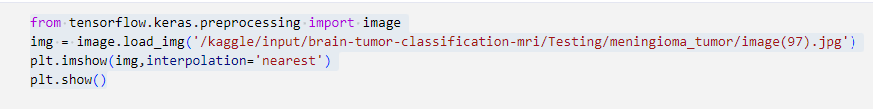 from tensorflow.keras.preprocessing import image
img = image.load_img('/kaggle/input/brain-tumor-classification-mri/Testing/meningioma_tumor/image(97).jpg')
plt.imshow(img,interpolation='nearest')
plt.show()